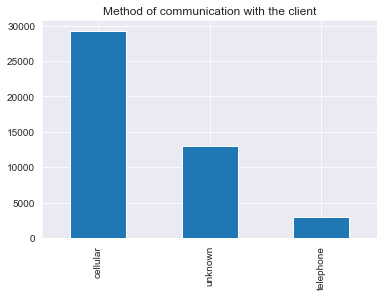 Method of communication with the client
30000
25000
20000
15000
10000
5000
0
cellular
unknown
telephone